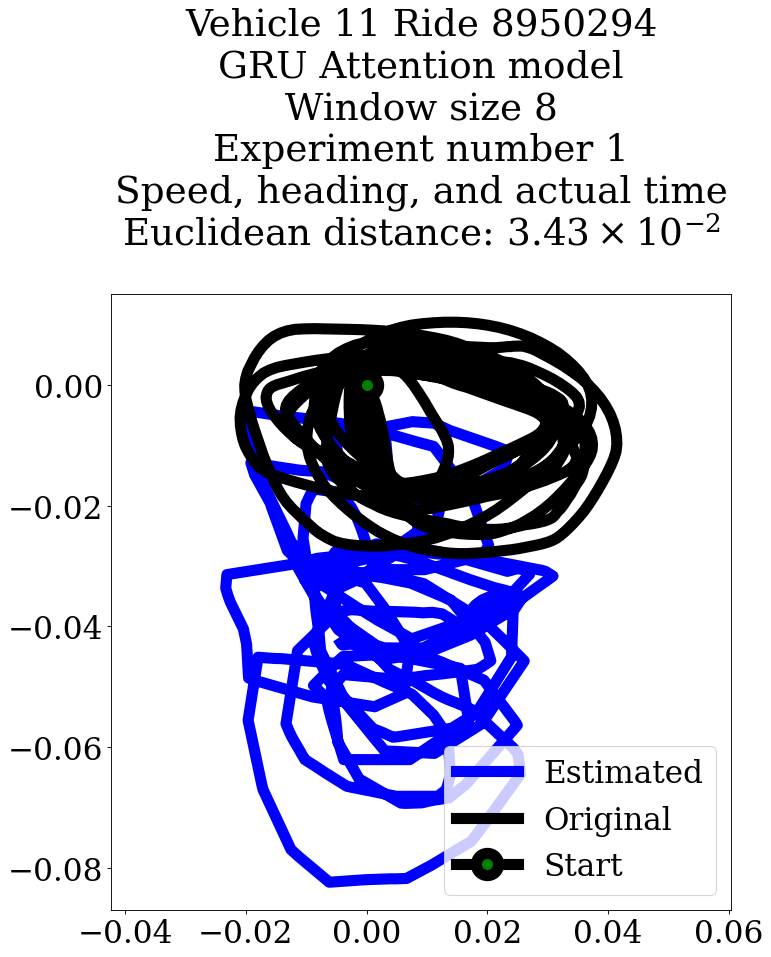 Vehicle 11 Ride 8950294
GRU Attention model
Window size 8
Experiment number 1
Speed, heading, and actual time
Euclidean distance: 3.43 × 10⁻²
0.00
−0.02
−0.04
−0.06
−0.08
Estimated
Original
Start
−0.04 −0.02 0.00 0.02 0.04 0.06